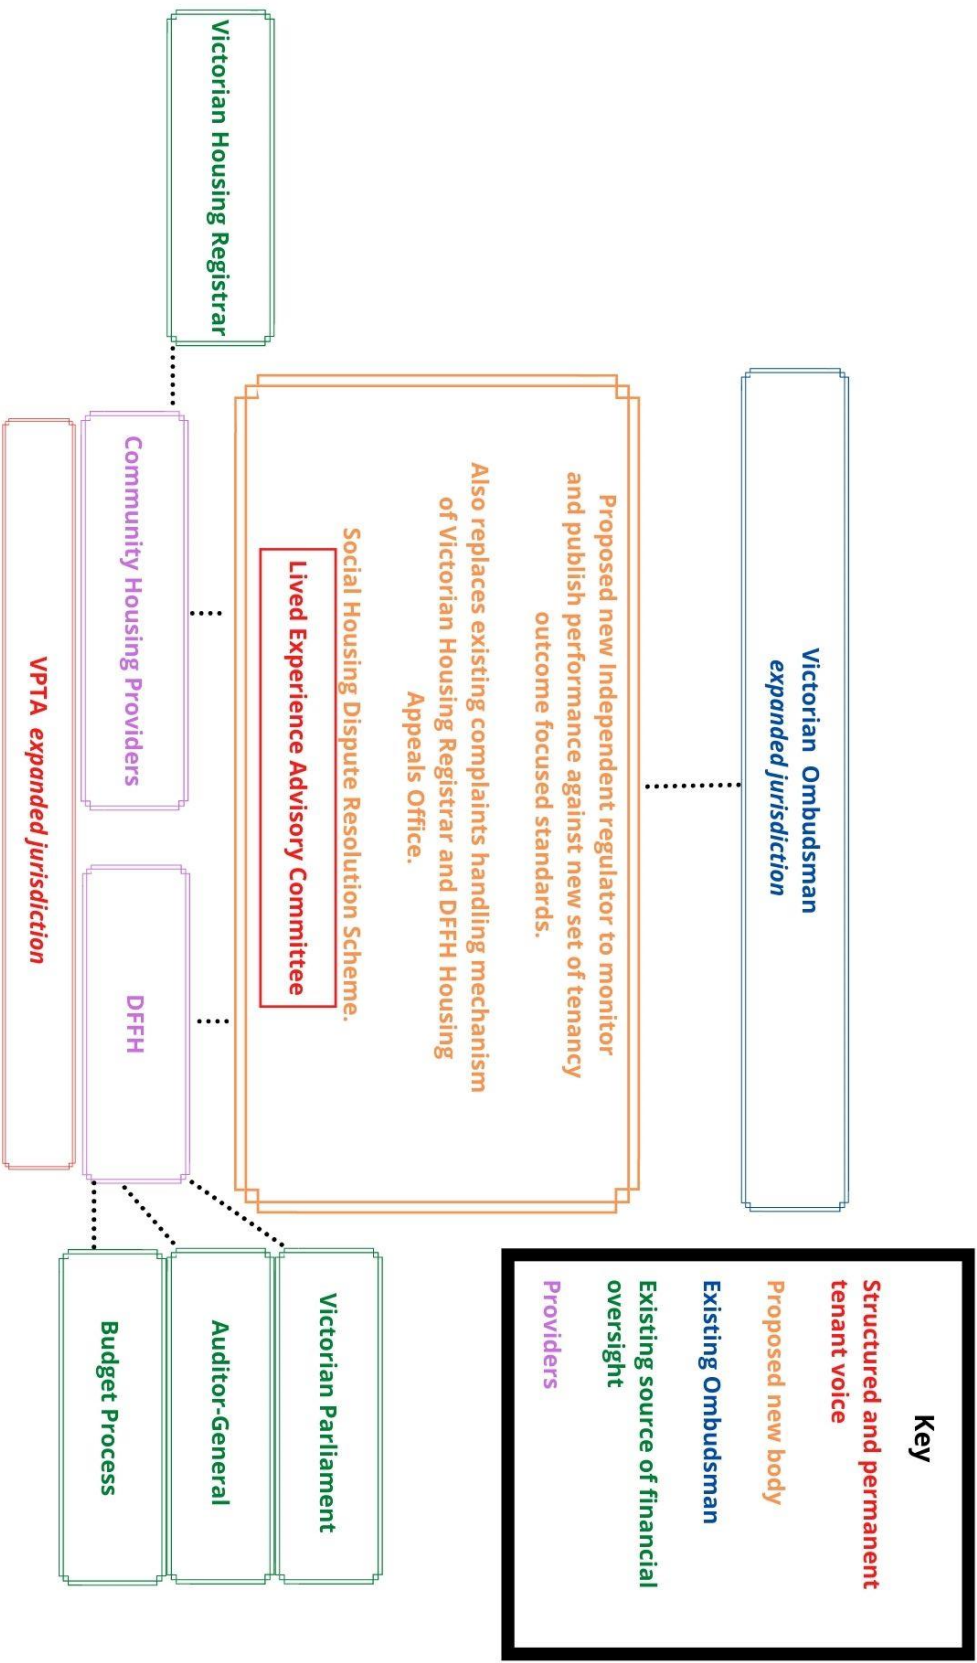 Victorian Ombudsman
expanded jurisdiction
Proposed new Independent regulator to monitor
and publish performance against new set of tenancy
outcome focused standards.
Also replaces existing complaints handling mechanism
of Victorian Housing Registrar and DFFH Housing
Appeals Office.
Social Housing Dispute Resolution Scheme.
Lived Experience Advisory Committee
Victorian Housing Registrar
Community Housing Providers
DFFH
VPTA expanded jurisdiction
Victorian Parliament
Auditor-General
Budget Process
Key
Structured and permanent
tenant voice
Proposed new body
Existing Ombudsman
Existing source of financial
oversight
Providers